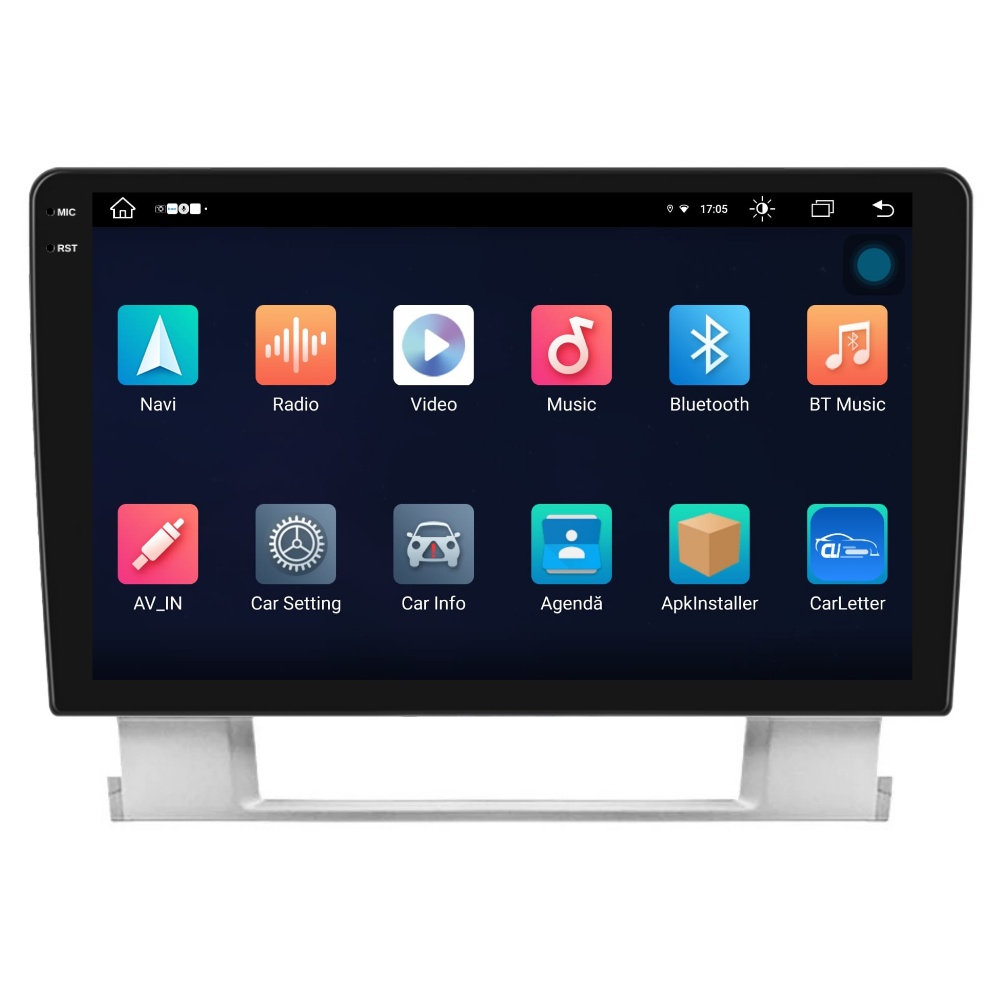 MIC
RST
17:05
Navi
Radio
Video
Music
Bluetooth
BT Music
AV_IN
Car Setting
Car Info
Agendă
ApkInstaller
CU
CarLetter